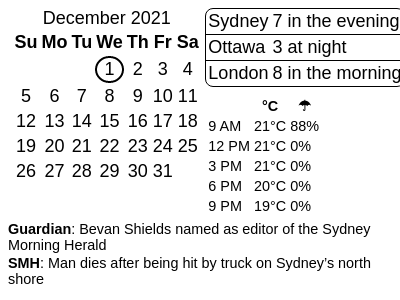 December 2021
Su Mo Tu We Th Fr Sa
1 2 3 4
5 6 7 8 9 10 11
12 13 14 15 16 17 18
19 20 21 22 23 24 25
26 27 28 29 30 31
Sydney 7 in the evening
Ottawa 3 at night
London 8 in the morning
°C ☂
9 AM 21°C 88%
12 PM 21°C 0%
3 PM 21°C 0%
6 PM 20°C 0%
9 PM 19°C 0%
Guardian: Bevan Shields named as editor of the Sydney
Morning Herald
SMH: Man dies after being hit by truck on Sydney’s north
shore